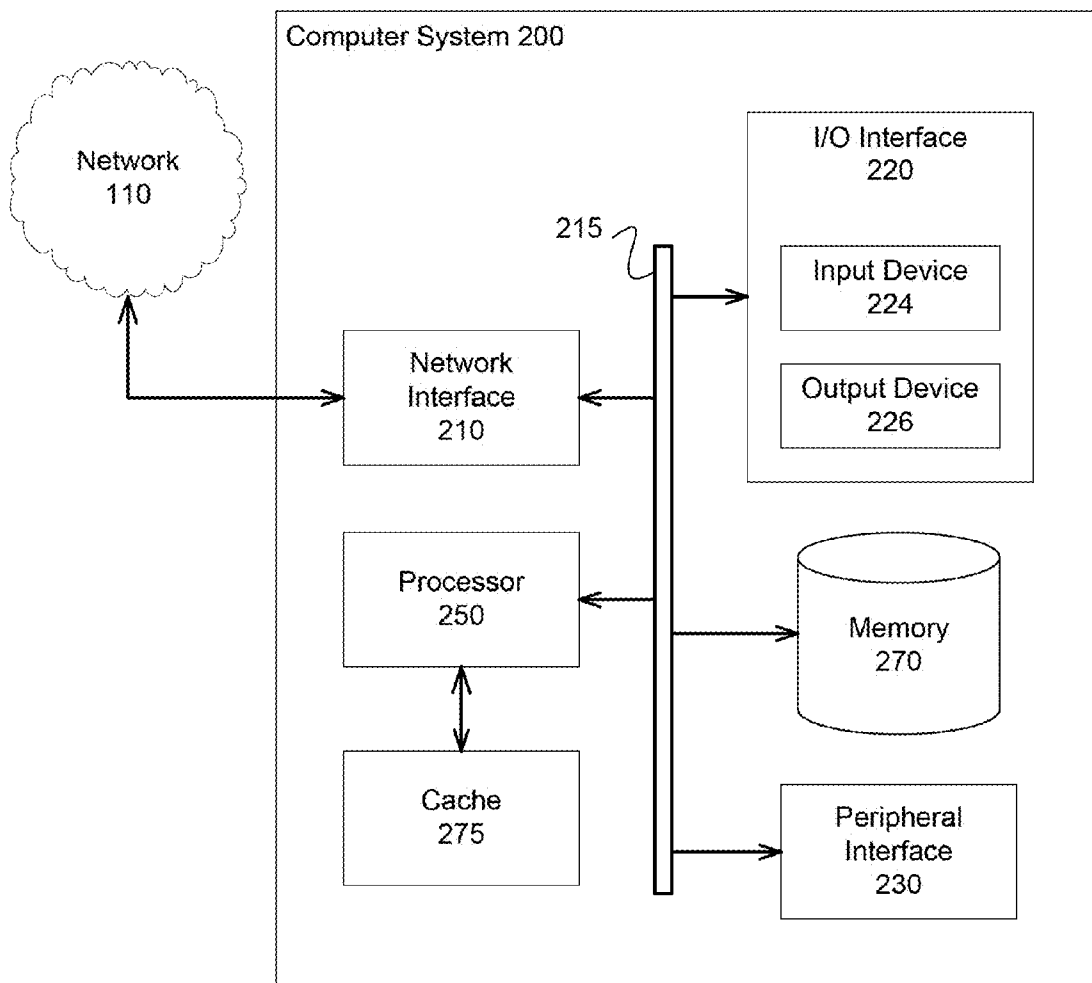 Computer System 200
Network
110
I/O Interface
220
215
Input Device
224
Network
Interface
210
Output Device
226
Processor
250
Memory
270
Cache
275
Peripheral
Interface
230